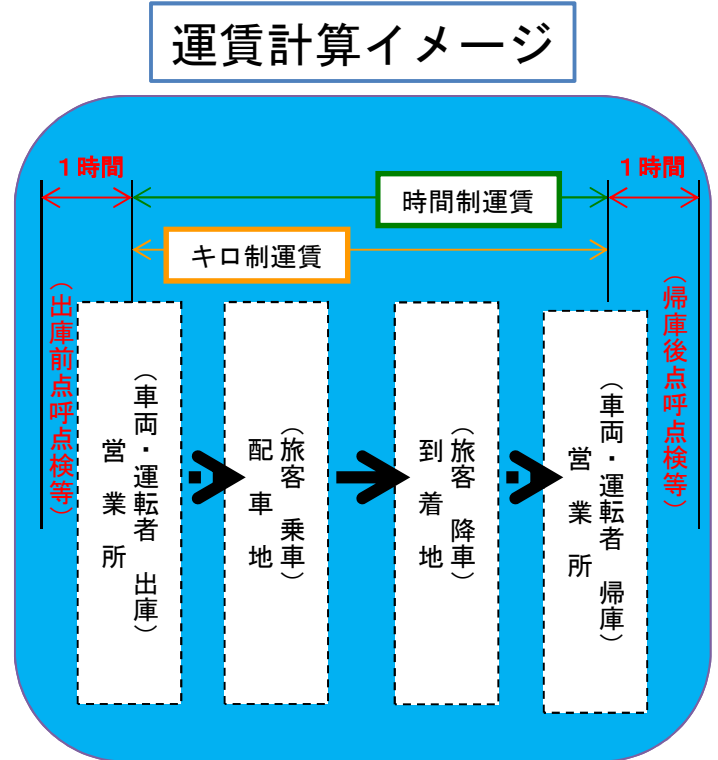 運賃計算イメージ
1時間
1時間
時間制運賃
キロ制運賃
（出庫前点呼点検等）
（帰庫後点呼点検等）
（車両・運転者 出庫）
営業所
（旅客 乗車）
配車地
（旅客 降車）
到着地
（車両・運転者 帰庫）
営業所